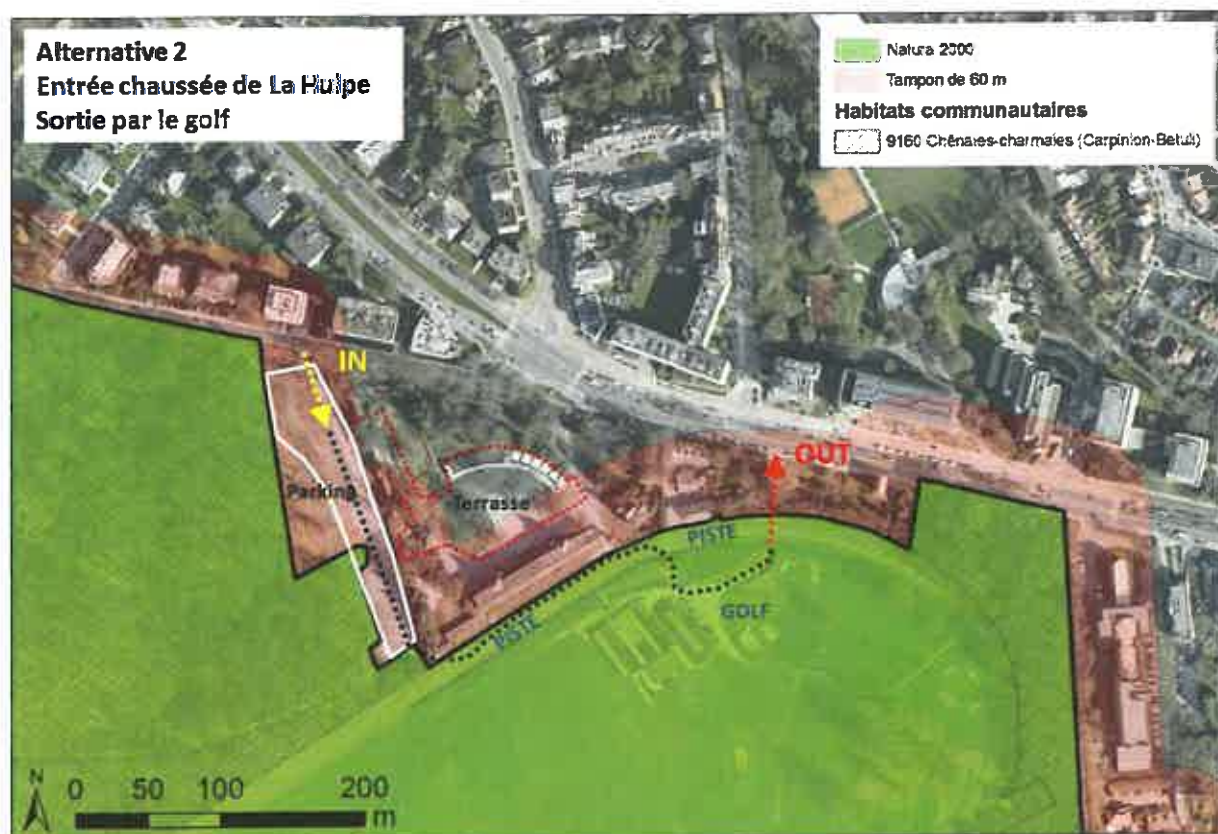 Alternative 2
Entrée chaussée de La Hulpe
Sortie par le golf
Natura 2000
Tampon de 60 m
Habitats communautaires
9160 Chênaies-charmaies (Carpinion-Betuli)
IN
OUT
Parking
Terrasse
PISTE
GOLF
PISTE
N
0 50 100 200
m